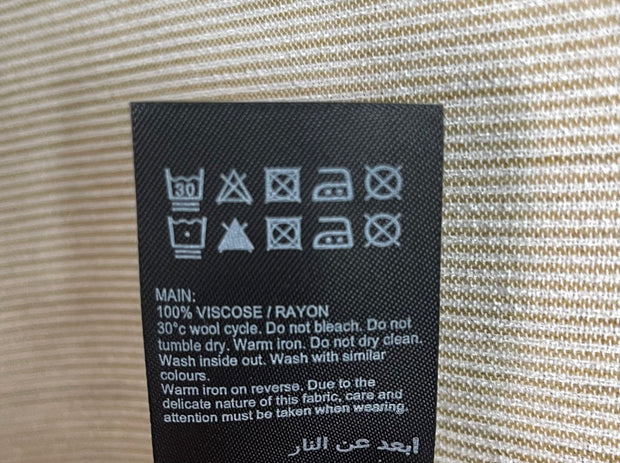 30
MAIN:
100% VISCOSE / RAYON
30°c wool cycle. Do not bleach. Do not
tumble dry. Warm iron. Do not dry clean.
Wash inside out. Wash with similar
colours.
Warm iron on reverse. Due to the
delicate nature of this fabric, care and
attention must be taken when wearing.
ابعد عن النار